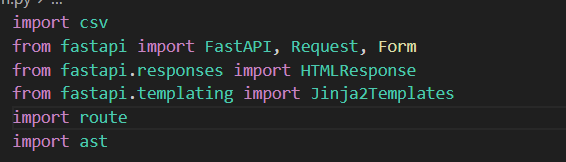 n.py > ...
import csv
from fastapi import FastAPI, Request, Form
from fastapi.responses import HTMLResponse
from fastapi.templating import Jinja2Templates
import route
import ast